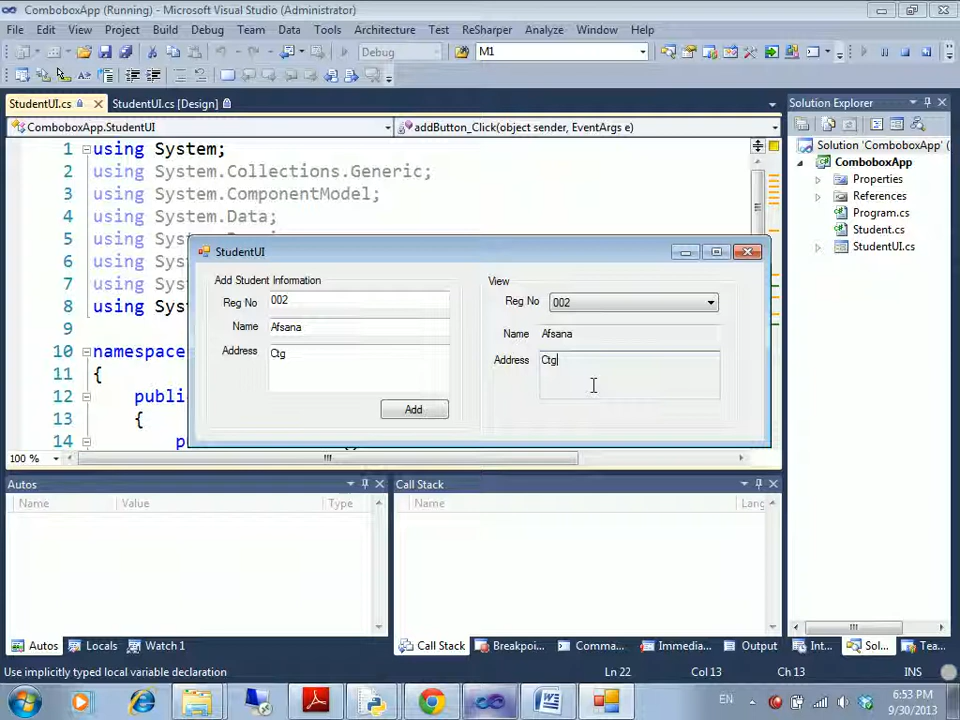 ComboboxApp (Running) - Microsoft Visual Studio (Administrator)
File Edit View Project Build Debug Team Data Tools Architecture Test ReSharper Analyze Window Help
Debug M1
StudentUI.cs StudentUI.cs [Design]
ComboboxApp.StudentUI addButton_Click(object sender, EventArgs e)
1 using System;
2 using System.Collections.Generic;
3 using System.ComponentModel;
4 using System.Data;
5 using
6 using
7 using
8 using Sys
9
10 namespace
11 {
12 publi
13 {
14 p
100 %
StudentUI
Add Student Information
Reg No 002
Name Afsana
Address Ctg
Add
View
Reg No 002
Name Afsana
Address Ctg
Solution Explorer
Solution 'ComboboxApp' (
ComboboxApp
Properties
References
Program.cs
Student.cs
StudentUI.cs
Autos
Name Value Type
Call Stack
Name Lang
Autos Locals Watch 1
Call Stack Breakpoi... Comma... Immedia... Output Int... Sol... Tea...
Use implicitly typed local variable declaration Ln 22 Col 13 Ch 13 INS
EN 6:53 PM
9/30/2013